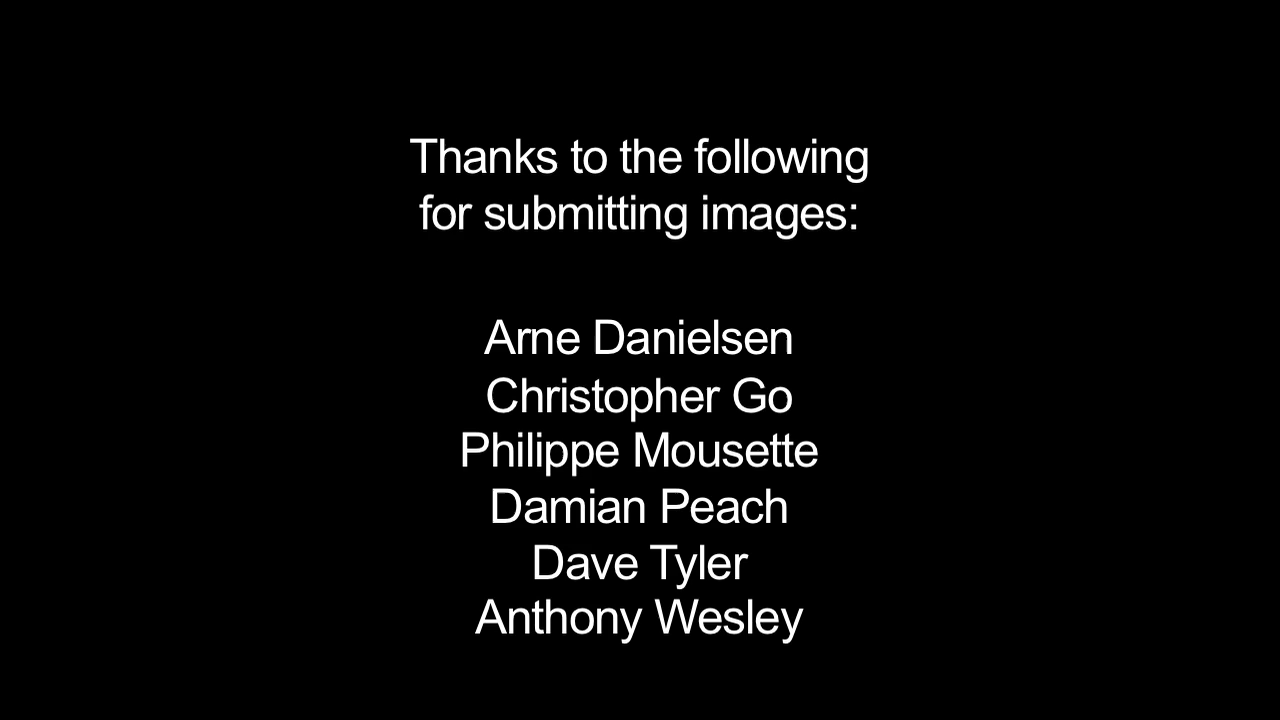 Thanks to the following
for submitting images:
Arne Danielsen
Christopher Go
Philippe Mousette
Damian Peach
Dave Tyler
Anthony Wesley